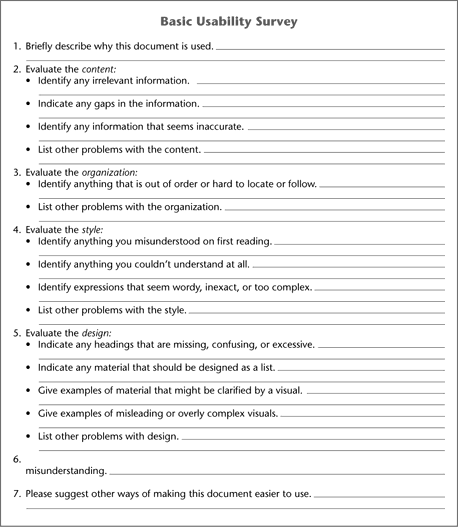 Basic Usability Survey
1. Briefly describe why this document is used.
2. Evaluate the content:
• Identify any irrelevant information.
• Indicate any gaps in the information.
• Identify any information that seems inaccurate.
• List other problems with the content.
3. Evaluate the organization:
• Identify anything that is out of order or hard to locate or follow.
• List other problems with the organization.
4. Evaluate the style:
• Identify anything you misunderstood on first reading.
• Identify anything you couldn’t understand at all.
• Identify expressions that seem wordy, inexact, or too complex.
• List other problems with the style.
5. Evaluate the design:
• Indicate any headings that are missing, confusing, or excessive.
• Indicate any material that should be designed as a list.
• Give examples of material that might be clarified by a visual.
• Give examples of misleading or overly complex visuals.
• List other problems with design.
6.
misunderstanding.
7. Please suggest other ways of making this document easier to use.